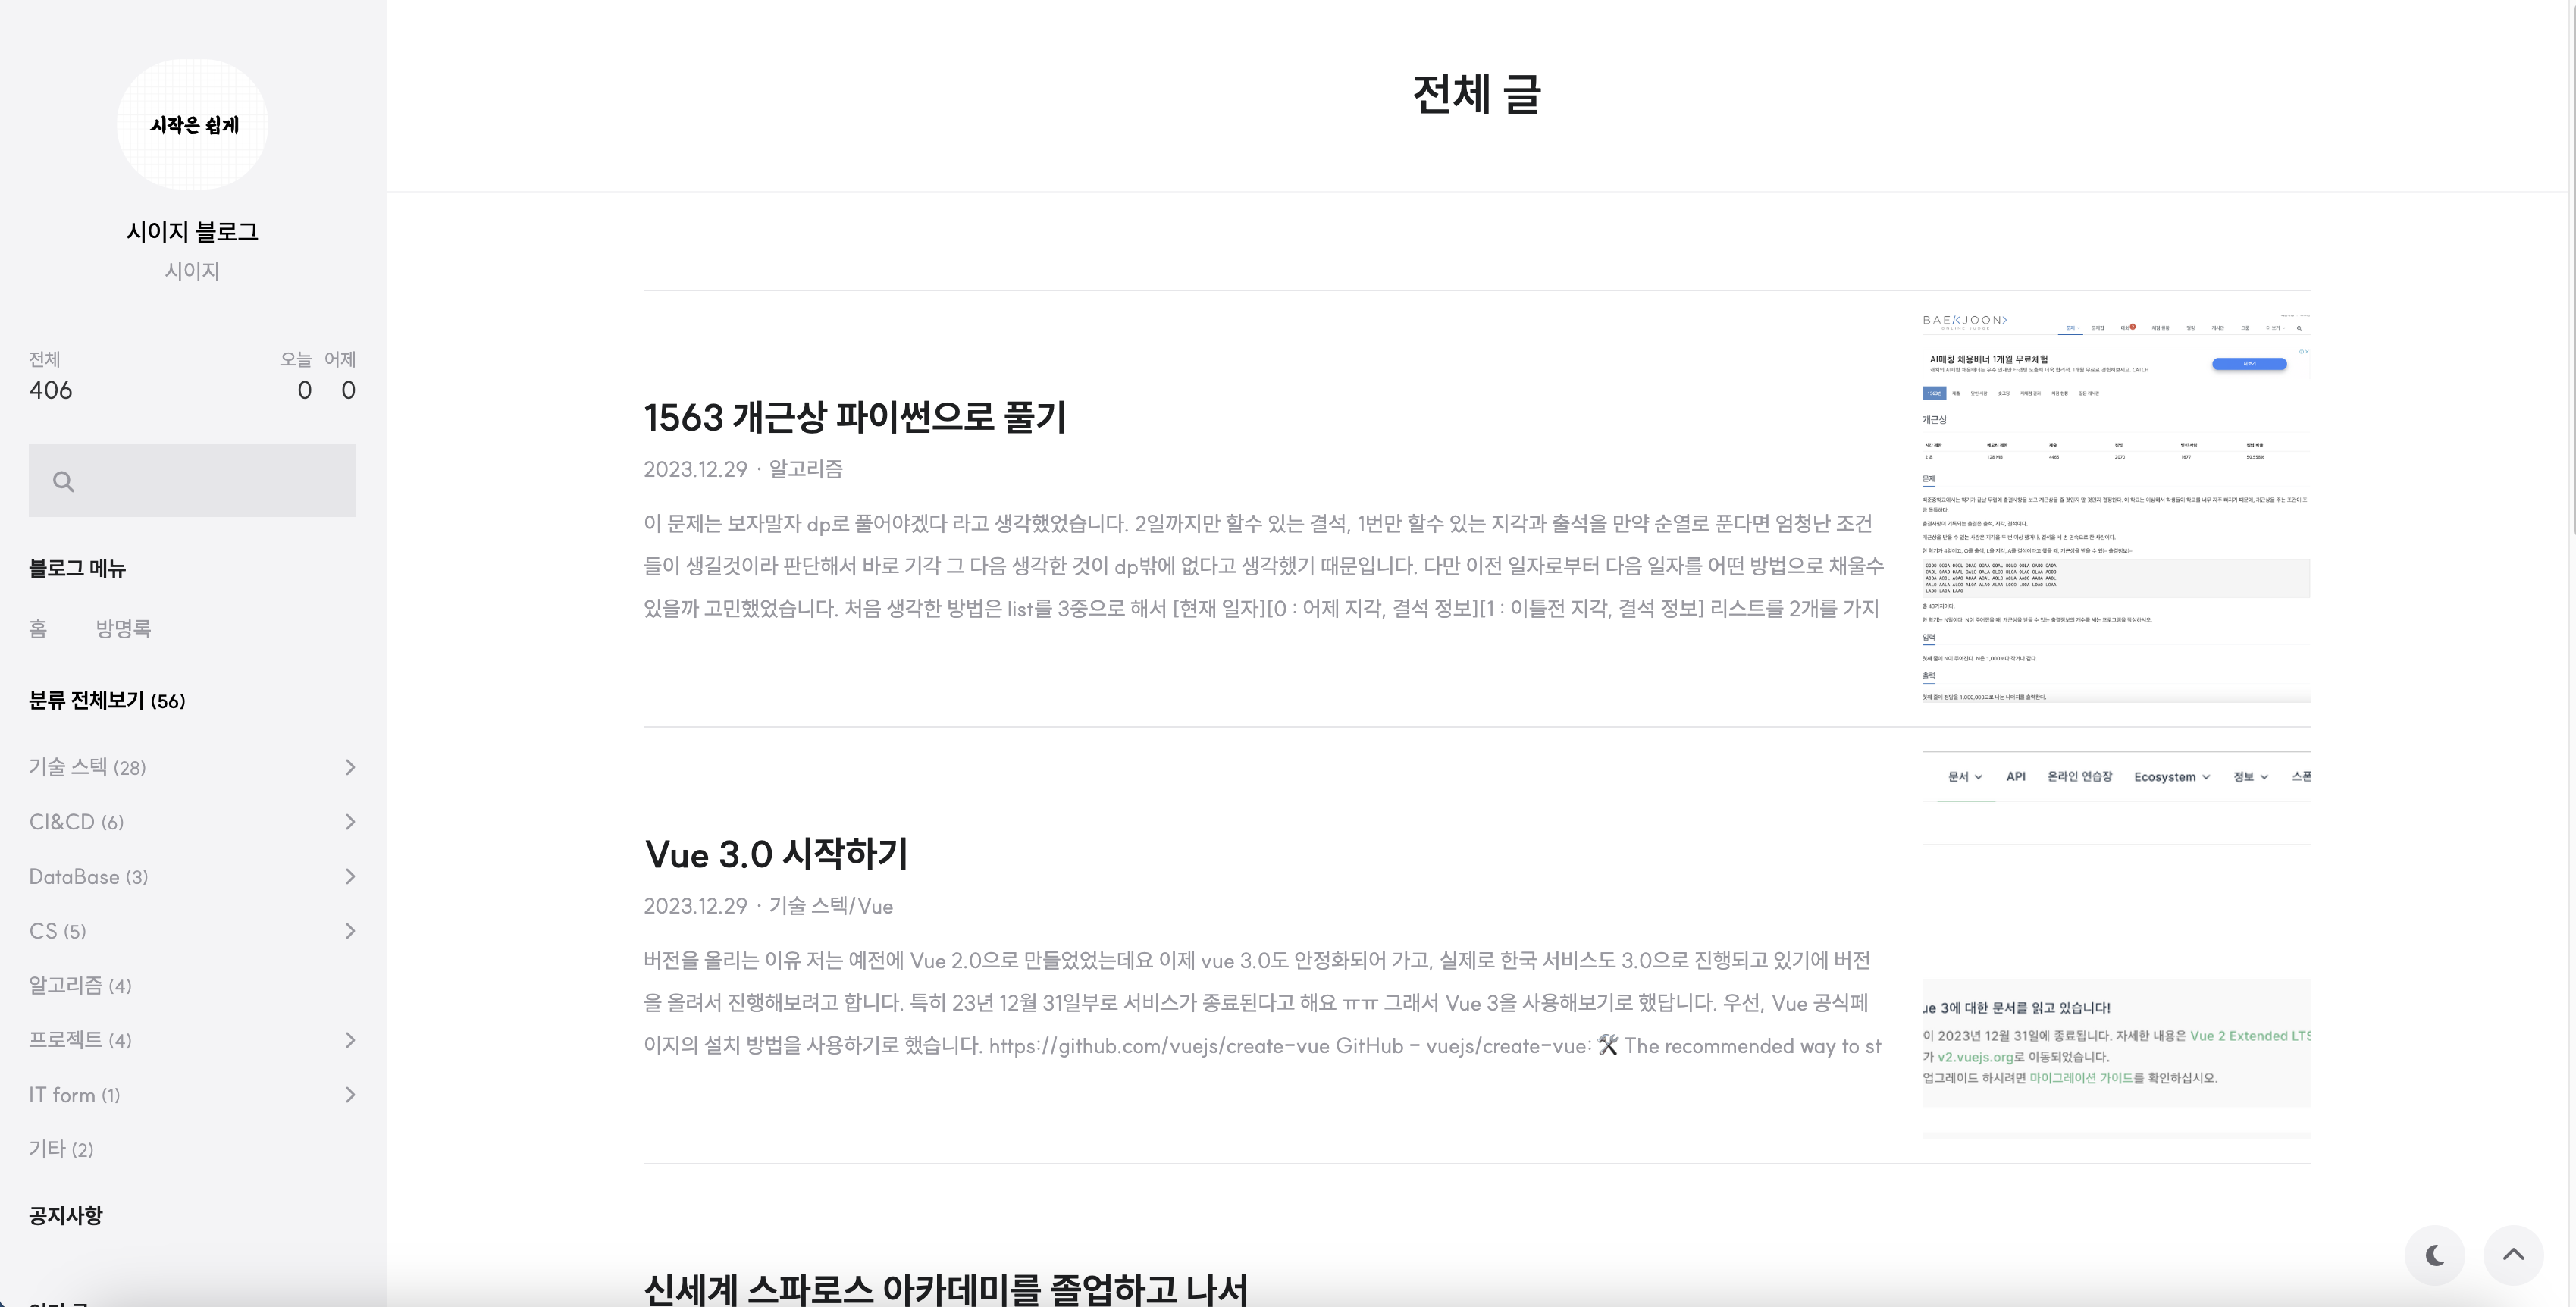 시작은 쉽게
시이지 블로그
시이지
전체
오늘 어제
406
0 0
블로그 메뉴
홈 방명록
분류 전체보기 (56)
기술 스텍 (28)
CI&CD (6)
DataBase (3)
CS (5)
알고리즘 (4)
프로젝트 (4)
IT form (1)
기타 (2)
공지사항
전체 글
1563 개근상 파이썬으로 풀기
2023.12.29 · 알고리즘
이 문제는 보자말자 dp로 풀어야겠다 라고 생각했었습니다. 2일까지만 할수 있는 결석, 1번만 할수 있는 지각과 출석을 만약 순열로 푼다면 엄청난 조건
들이 생길것이라 판단해서 바로 기각 그 다음 생각한 것이 dp밖에 없다고 생각했기 때문입니다. 다만 이전 일자로부터 다음 일자를 어떤 방법으로 채울수
있을까 고민했었습니다. 처음 생각한 방법은 list를 3중으로 해서 [현재 일자][0 : 어제 지각, 결석 정보][1 : 이틀전 지각, 결석 정보] 리스트를 2개를 가지
BAEKJOON>
ONLINE JUDGE
AI매칭 채용배너 1개월 무료체험
개근상
문제
출결사항에 기록되는 출결은 출석, 지각, 결석이다.
총 43가지이다.
입력
출력
Vue 3.0 시작하기
2023.12.29 · 기술 스텍/Vue
버전을 올리는 이유 저는 예전에 Vue 2.0으로 만들었었는데요 이제 vue 3.0도 안정화되어 가고, 실제로 한국 서비스도 3.0으로 진행되고 있기에 버전
을 올려서 진행해보려고 합니다. 특히 23년 12월 31일부로 서비스가 종료된다고 해요 ㅠㅠ 그래서 Vue 3을 사용해보기로 했답니다. 우선, Vue 공식페
이지의 설치 방법을 사용하기로 했습니다. https://github.com/vuejs/create-vue GitHub - vuejs/create-vue: 🛠️ The recommended way to st
문서 API 온라인 연습장 Ecosystem 정보 스폰
ue 3에 대한 문서를 읽고 있습니다!
이 2023년 12월 31일에 종료됩니다. 자세한 내용은 Vue 2 Extended LTS
가 v2.vuejs.org로 이동되었습니다.
업그레이드 하시려면 마이그레이션 가이드를 확인하십시오.
신세계 스파로스 아카데미를 졸업하고 나서